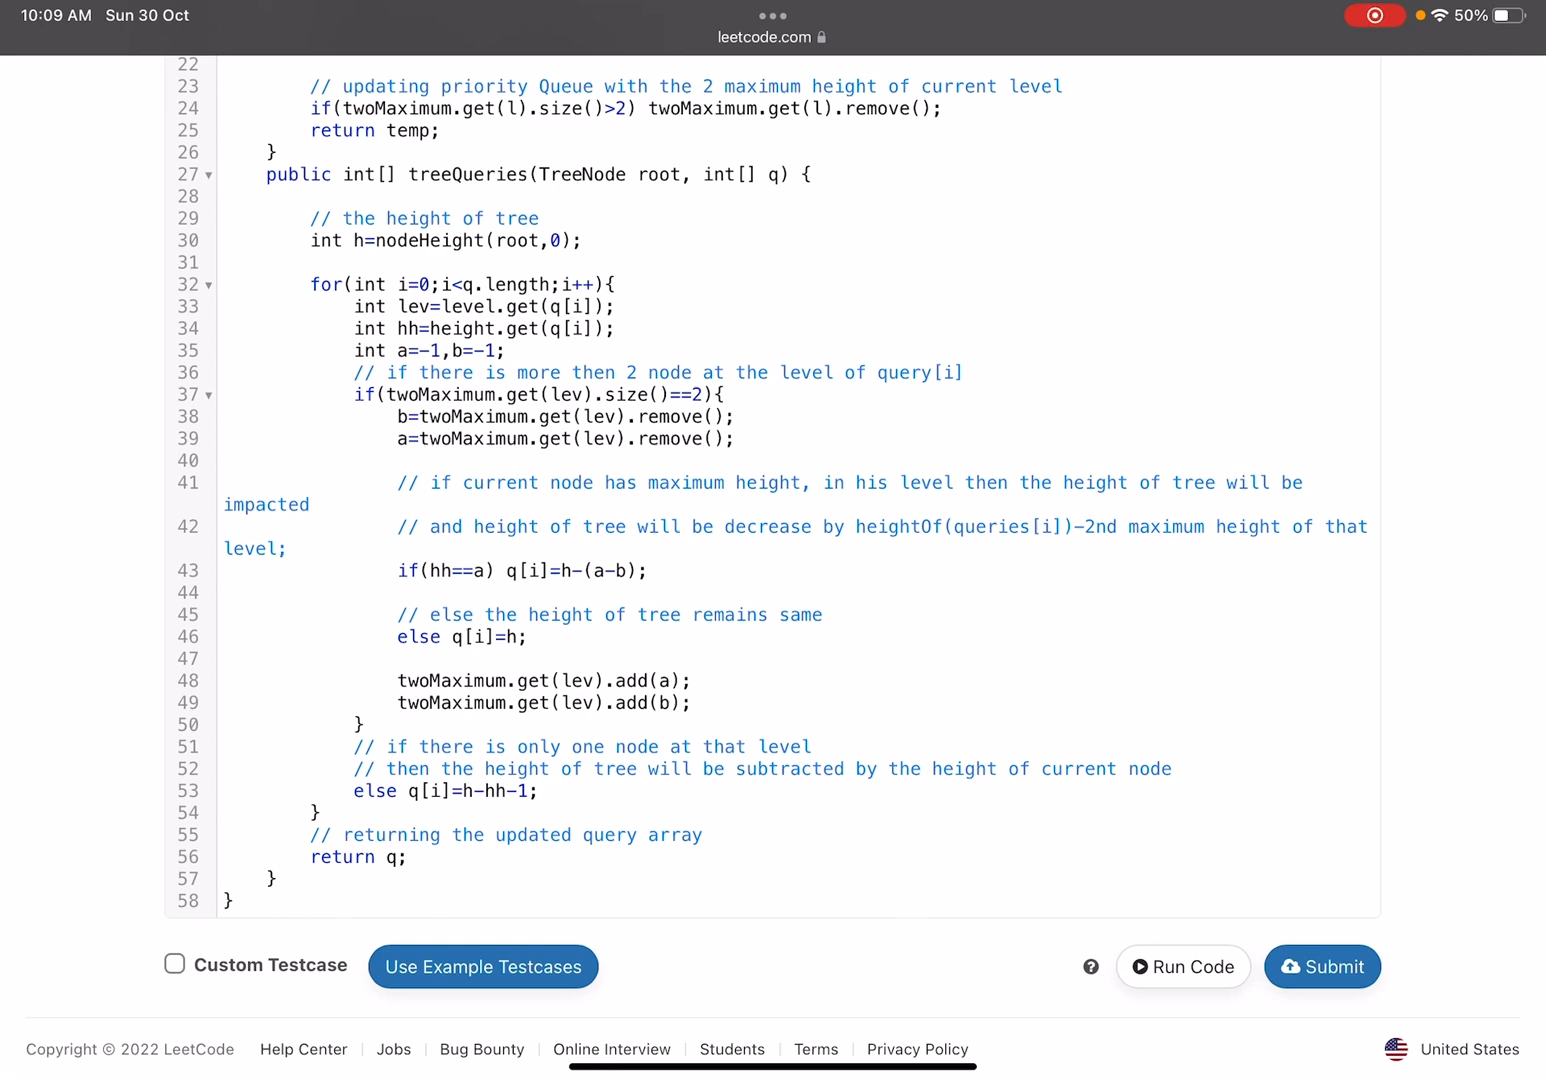 10:09 AM Sun 30 Oct
50%
leetcode.com
22
23 // updating priority Queue with the 2 maximum height of current level
24 if(twoMaximum.get(l).size()>2) twoMaximum.get(l).remove();
25 return temp;
26 }
27 public int[] treeQueries(TreeNode root, int[] q) {
28
29 // the height of tree
30 int h=nodeHeight(root,0);
31
32 for(int i=0;i<q.length;i++){
33 int lev=level.get(q[i]);
34 int hh=height.get(q[i]);
35 int a=-1,b=-1;
36 // if there is more then 2 node at the level of query[i]
37 if(twoMaximum.get(lev).size()==2){
38 b=twoMaximum.get(lev).remove();
39 a=twoMaximum.get(lev).remove();
40
41 // if current node has maximum height, in his level then the height of tree will be
impacted
42 // and height of tree will be decrease by heightOf(queries[i])-2nd maximum height of that
level;
43 if(hh==a) q[i]=h-(a-b);
44
45 // else the height of tree remains same
46 else q[i]=h;
47
48 twoMaximum.get(lev).add(a);
49 twoMaximum.get(lev).add(b);
50 }
51 // if there is only one node at that level
52 // then the height of tree will be subtracted by the height of current node
53 else q[i]=h-hh-1;
54 }
55 // returning the updated query array
56 return q;
57 }
58 }
Custom Testcase Use Example Testcases ? Run Code Submit
Copyright © 2022 LeetCode Help Center | Jobs | Bug Bounty | Online Interview | Students | Terms | Privacy Policy United States